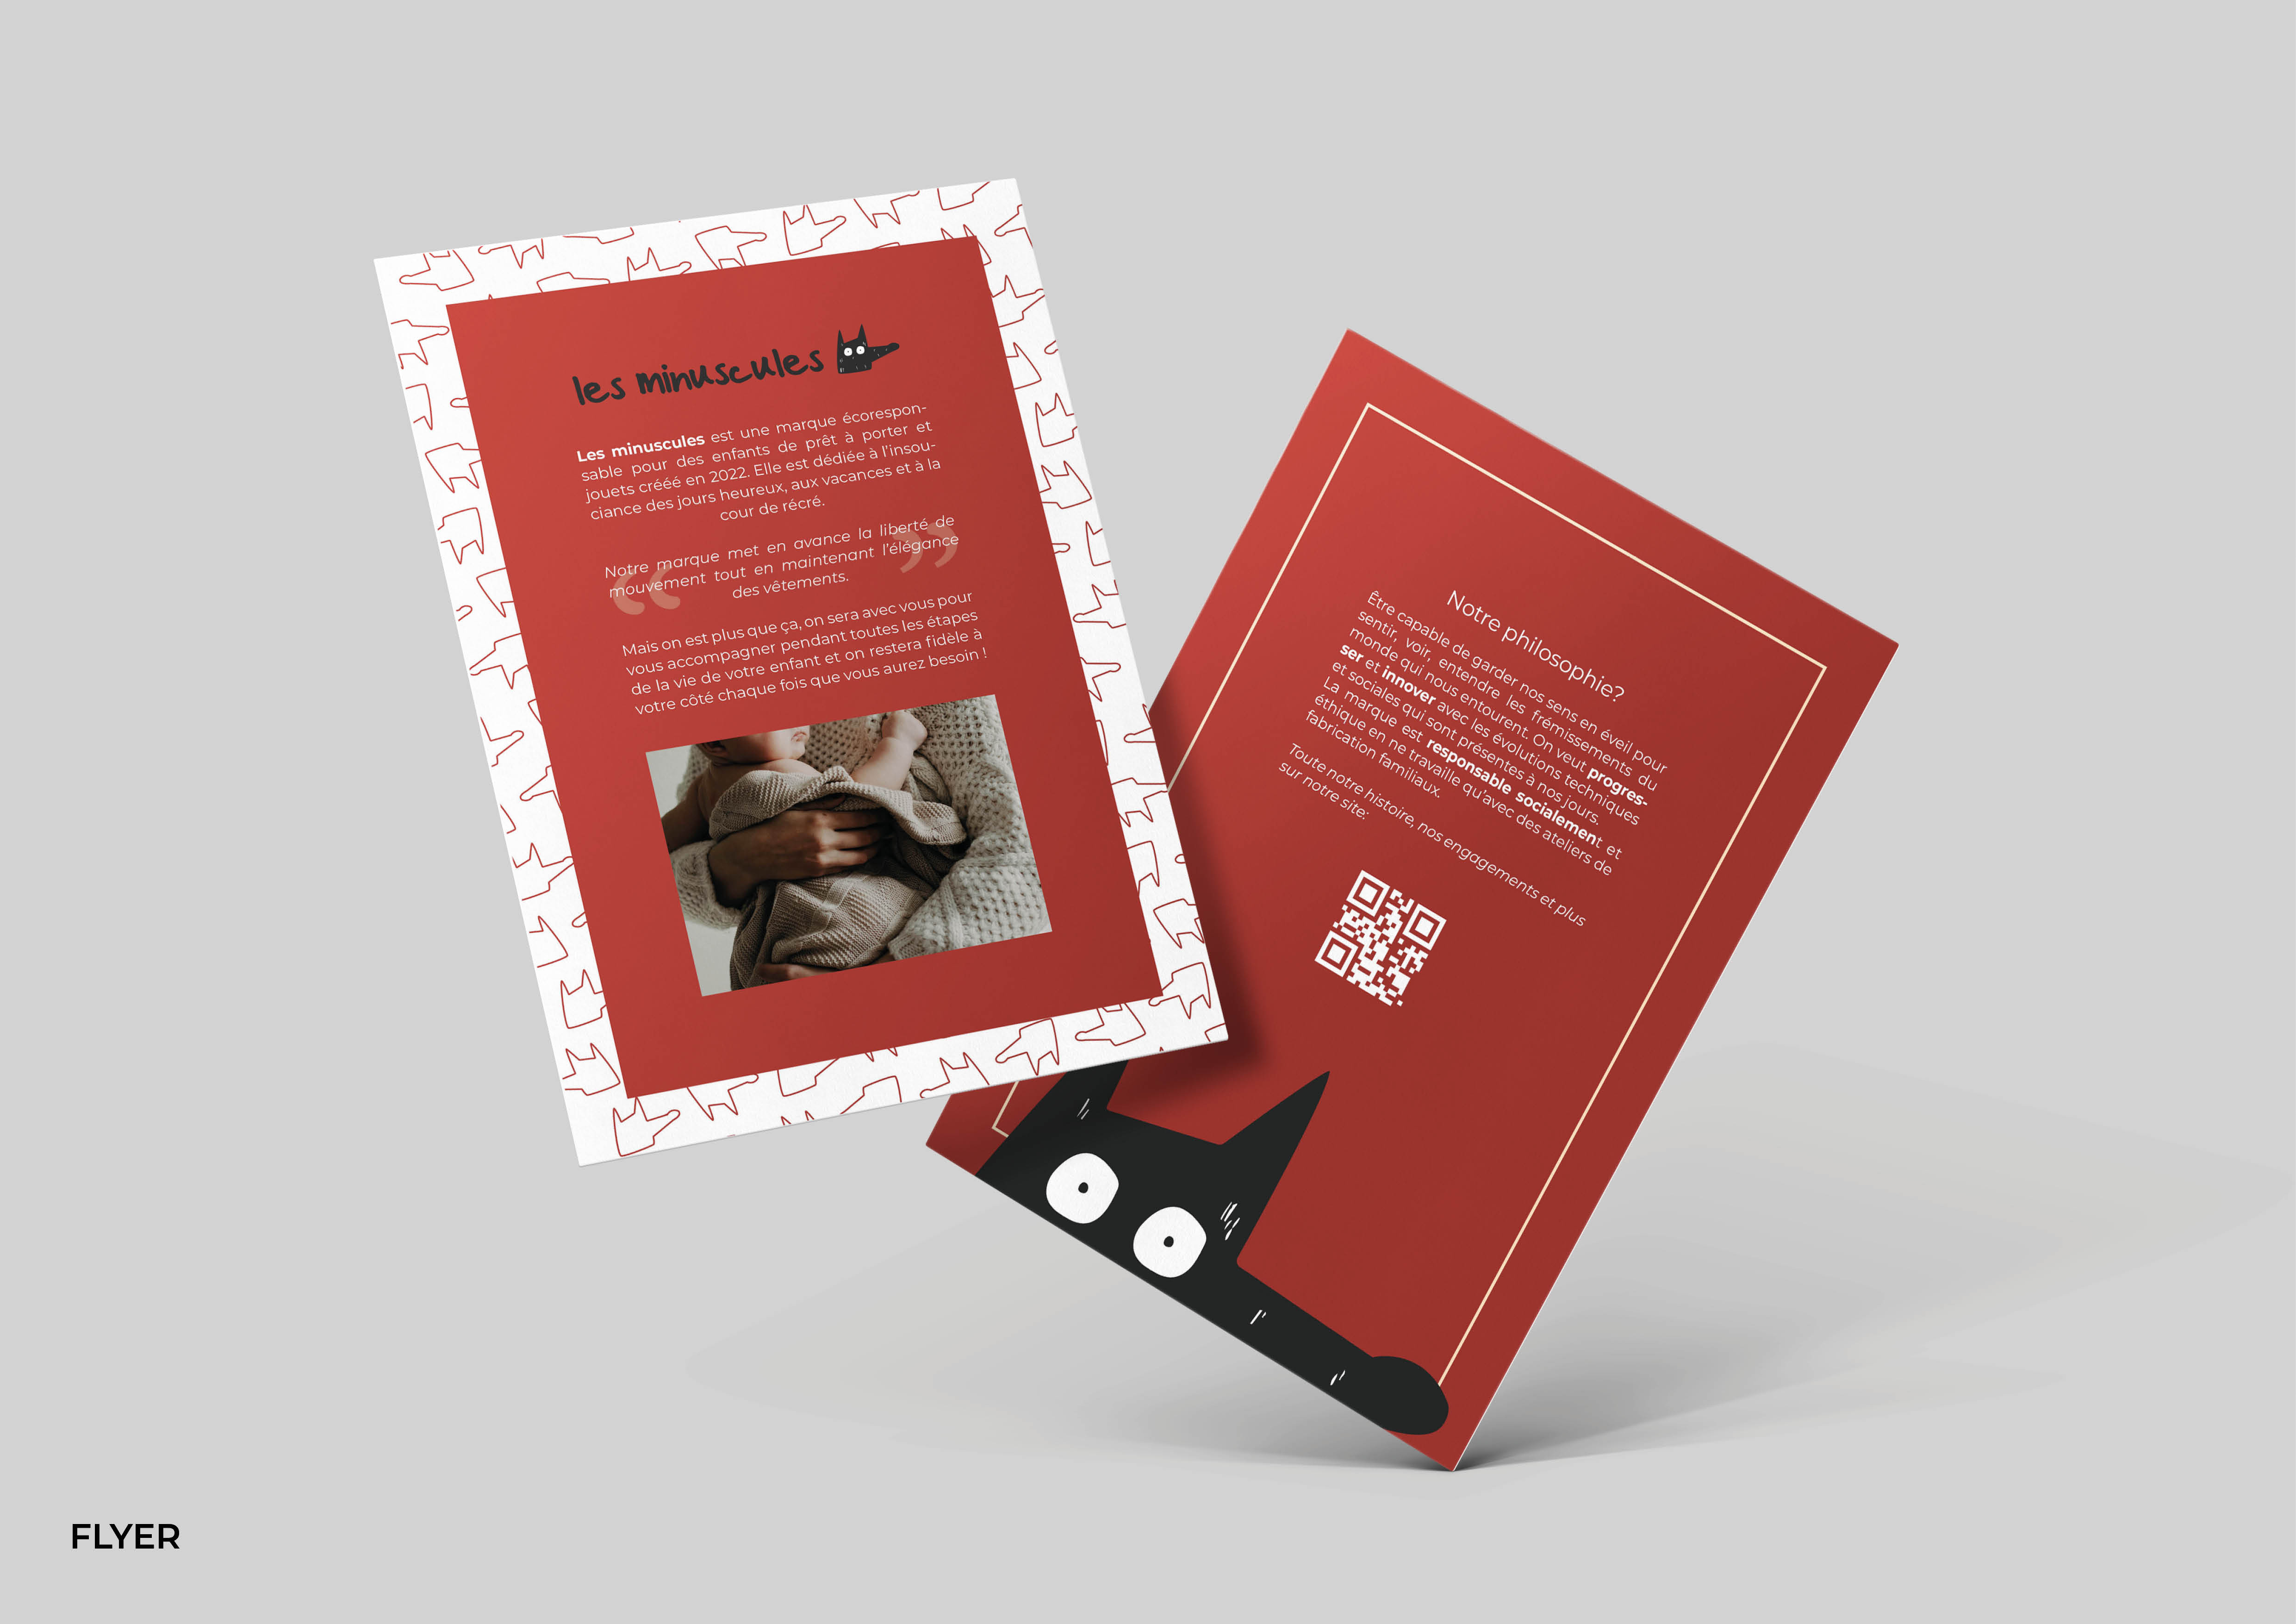 les minuscules
Les minuscules est une marque écorespon-
sable pour des enfants de prêt à porter et
jouets crééé en 2022. Elle est dédiée à l'insou-
ciance des jours heureux, aux vacances et à la
cour de récré.
Notre marque met en avance la liberté de
mouvement tout en maintenant l'élégance
des vêtements.
Mais on est plus que ça, on sera avec vous pour
vous accompagner pendant toutes les étapes
de la vie de votre enfant et on restera fidèle à
votre côté chaque fois que vous aurez besoin !
Notre philosophie?
Être capable de garder nos sens en éveil pour
sentir, voir, entendre les frémissements du
monde qui nous entourent. On veut progres-
ser et innover avec les évolutions techniques
et sociales qui sont présentes à nos jours.
La marque est responsable socialement et
éthique en ne travaille qu'avec des ateliers de
fabrication familiaux.
Toute notre histoire, nos engagements et plus
sur notre site:
FLYER